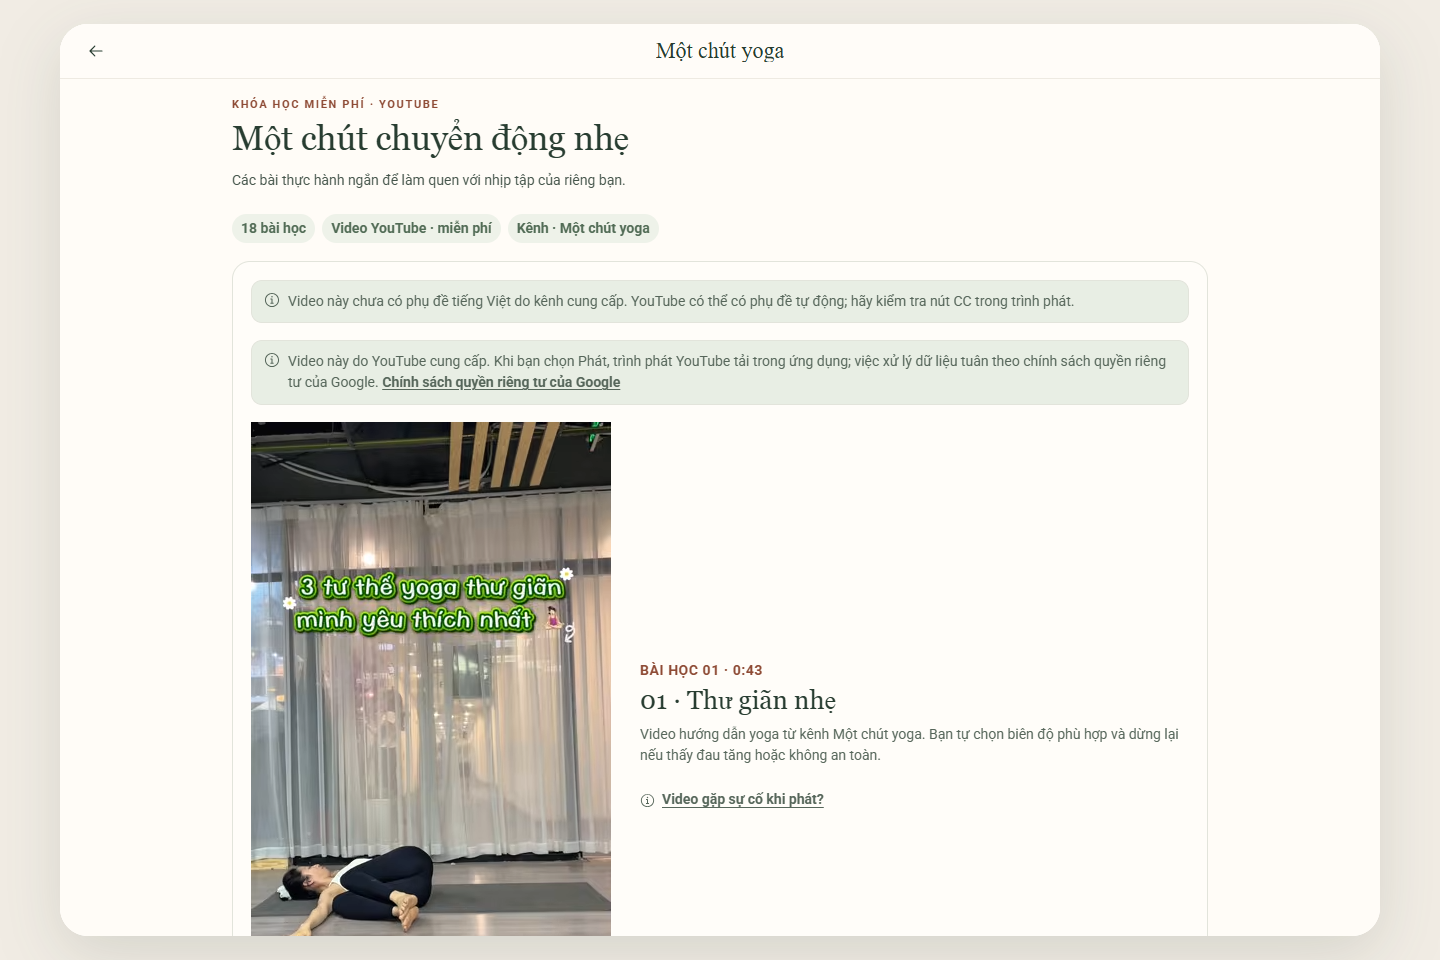 Một chút yoga
KHÓA HỌC MIỄN PHÍ · YOUTUBE
Một chút chuyển động nhẹ
Các bài thực hành ngắn để làm quen với nhịp tập của riêng bạn.
18 bài học
Video YouTube · miễn phí
Kênh · Một chút yoga
Video này chưa có phụ đề tiếng Việt do kênh cung cấp. YouTube có thể có phụ đề tự động; hãy kiểm tra nút CC trong trình phát.
Video này do YouTube cung cấp. Khi bạn chọn Phát, trình phát YouTube tải trong ứng dụng; việc xử lý dữ liệu tuân theo chính sách quyền riêng
tư của Google. Chính sách quyền riêng tư của Google
3 tư thế yoga thư giãn
mình yêu thích nhất
BÀI HỌC 01 · 0:43
01 · Thư giãn nhẹ
Video hướng dẫn yoga từ kênh Một chút yoga. Bạn tự chọn biên độ phù hợp và dừng lại
nếu thấy đau tăng hoặc không an toàn.
Video gặp sự cố khi phát?